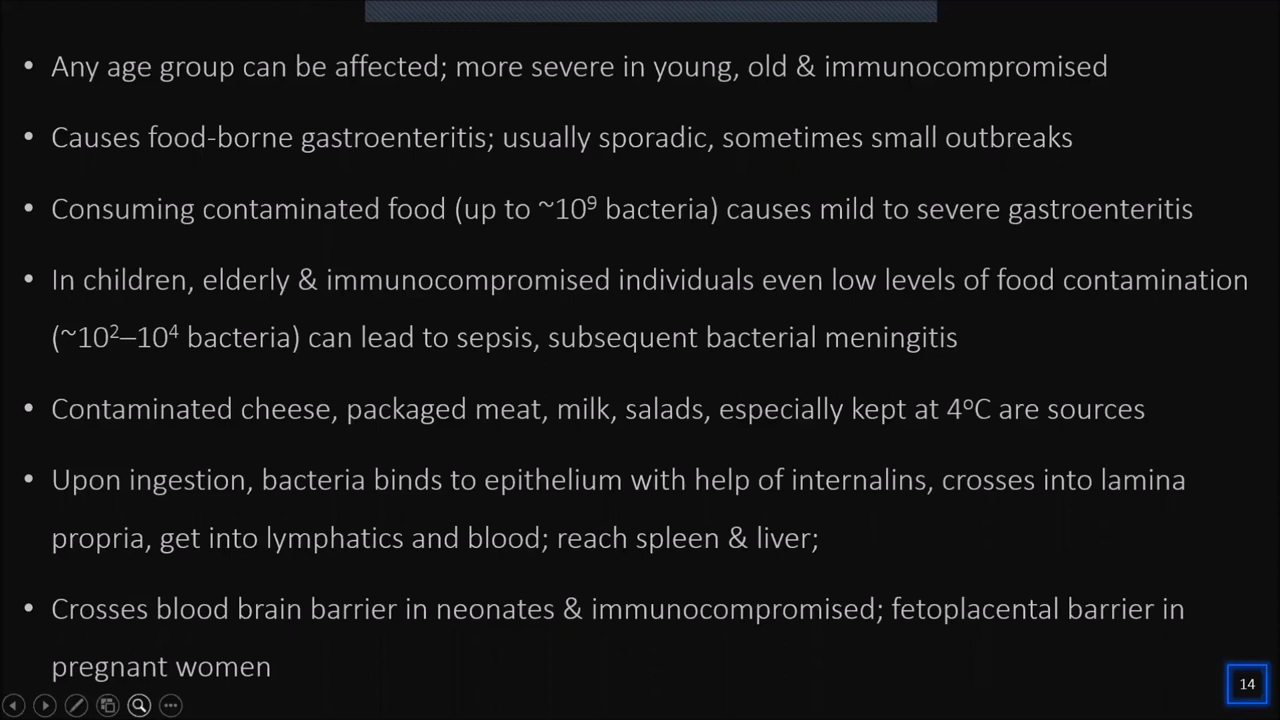 • Any age group can be affected; more severe in young, old & immunocompromised
• Causes food-borne gastroenteritis; usually sporadic, sometimes small outbreaks
• Consuming contaminated food (up to ~10⁹ bacteria) causes mild to severe gastroenteritis
• In children, elderly & immunocompromised individuals even low levels of food contamination
(~10²–10⁴ bacteria) can lead to sepsis, subsequent bacterial meningitis
• Contaminated cheese, packaged meat, milk, salads, especially kept at 4ᵒC are sources
• Upon ingestion, bacteria binds to epithelium with help of internalins, crosses into lamina
propria, get into lymphatics and blood; reach spleen & liver;
• Crosses blood brain barrier in neonates & immunocompromised; fetoplacental barrier in
pregnant women
14